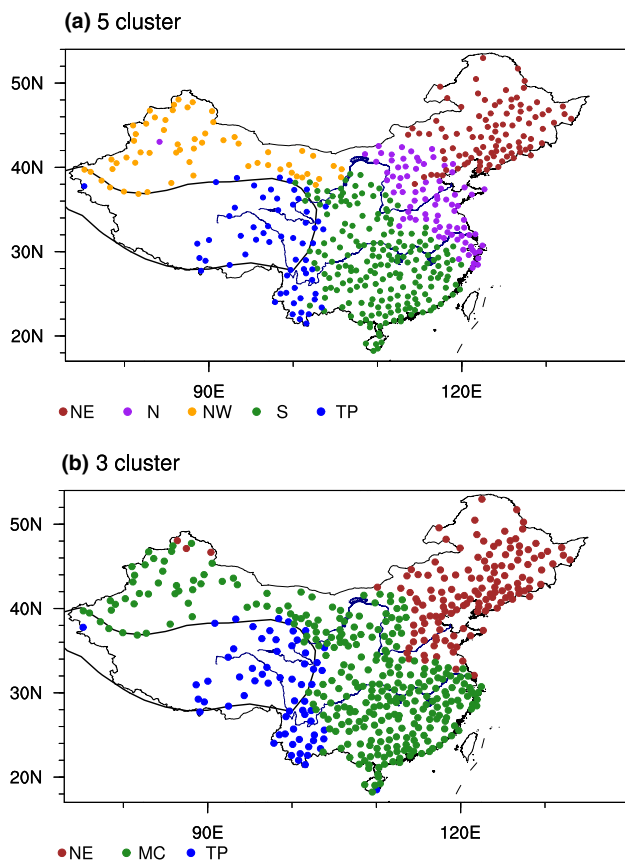 (a) 5 cluster
50N
40N
30N
20N
90E 120E
NE N NW S TP
(b) 3 cluster
50N
40N
30N
20N
90E 120E
NE MC TP